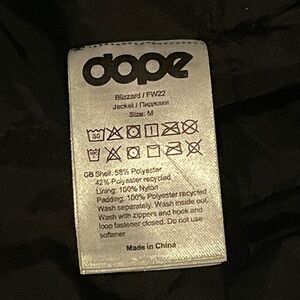 dope
Blizzard / FW22
Jacket / Пиджаки
Size: M
30
GB Shell: 58% Polyester
42% Polyester recycled
Lining: 100% Nylon
Padding: 100% Polyester recycled
Wash separately. Wash inside out.
Wash with zippers and hook and
loop fastener closed. Do not use
softener
Made in China